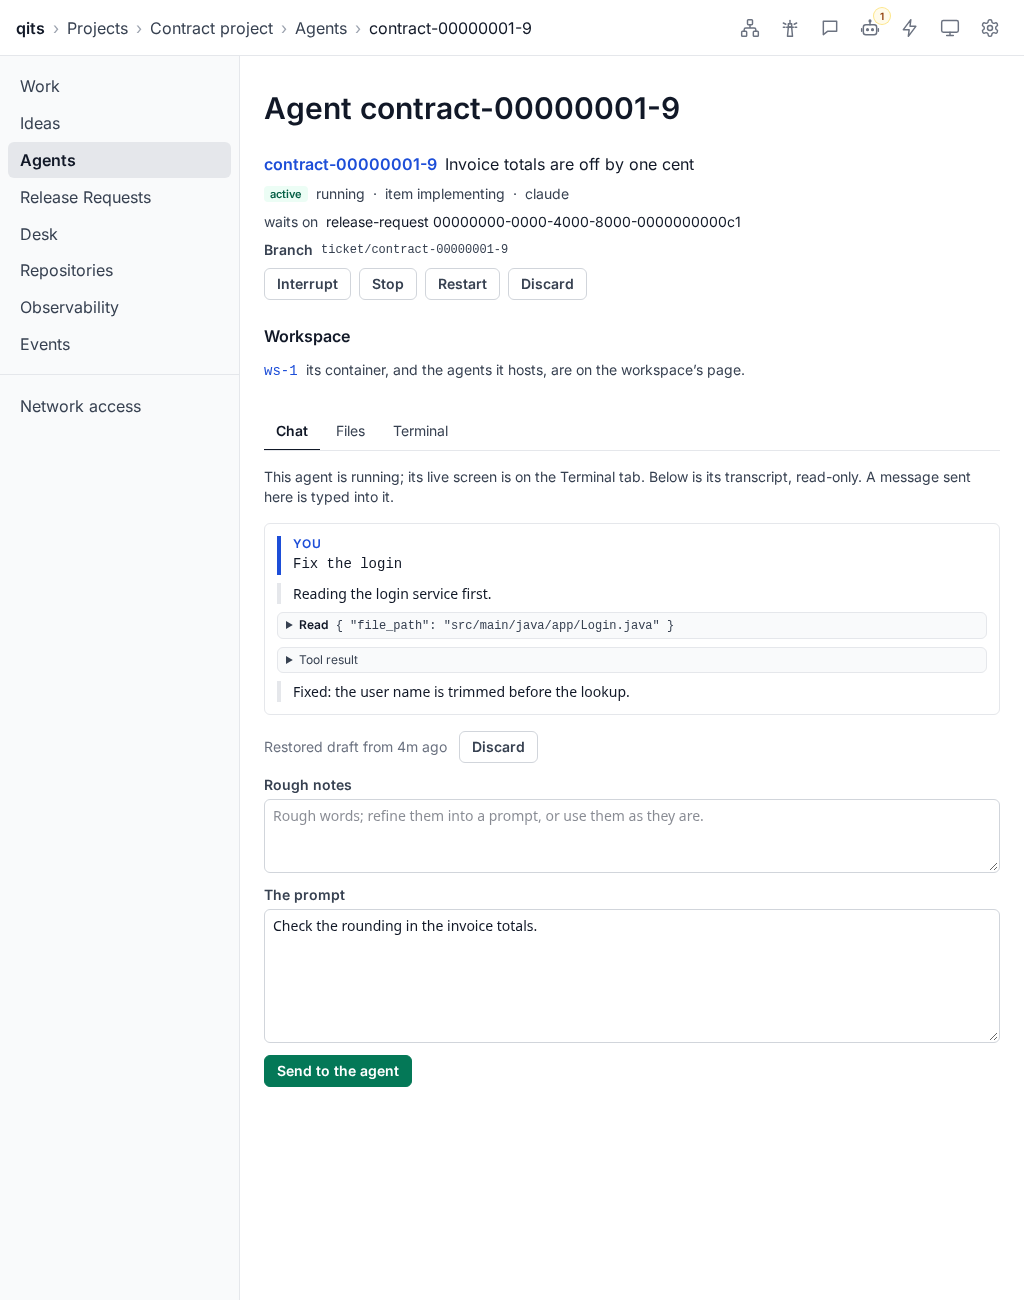 qits › Projects › Contract project › Agents › contract-00000001-9
1
Work
Ideas
Agents
Release Requests
Desk
Repositories
Observability
Events
Network access
Agent contract-00000001-9
contract-00000001-9 Invoice totals are off by one cent
active running · item implementing · claude
waits on release-request 00000000-0000-4000-8000-0000000000c1
Branch ticket/contract-00000001-9
Interrupt Stop Restart Discard
Workspace
ws-1 its container, and the agents it hosts, are on the workspace’s page.
Chat Files Terminal
This agent is running; its live screen is on the Terminal tab. Below is its transcript, read-only. A message sent
here is typed into it.
YOU
Fix the login
Reading the login service first.
Read { "file_path": "src/main/java/app/Login.java" }
Tool result
Fixed: the user name is trimmed before the lookup.
Restored draft from 4m ago Discard
Rough notes
Rough words; refine them into a prompt, or use them as they are.
The prompt
Check the rounding in the invoice totals.
Send to the agent